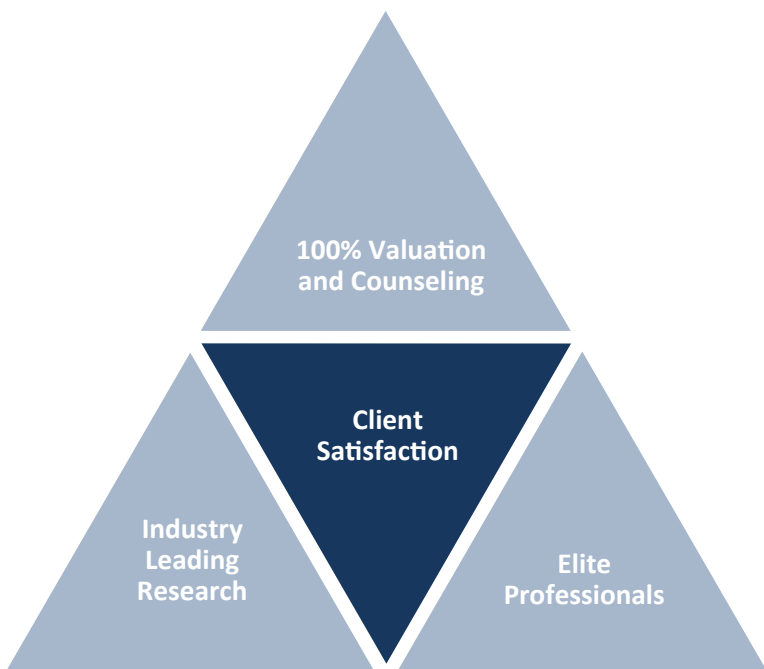 100% Valuation
and Counseling
Client
Satisfaction
Industry
Leading
Research
Elite
Professionals